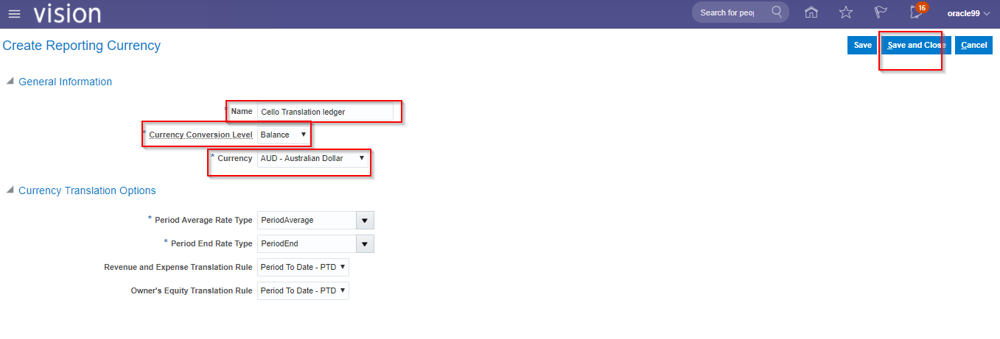 vision
Search for peop
16
oracle99
Create Reporting Currency
Save
Save and Close
Cancel
General Information
* Name Cello Translation ledger
* Currency Conversion Level Balance
* Currency AUD - Australian Dollar
Currency Translation Options
* Period Average Rate Type PeriodAverage
* Period End Rate Type PeriodEnd
Revenue and Expense Translation Rule Period To Date - PTD
Owner's Equity Translation Rule Period To Date - PTD